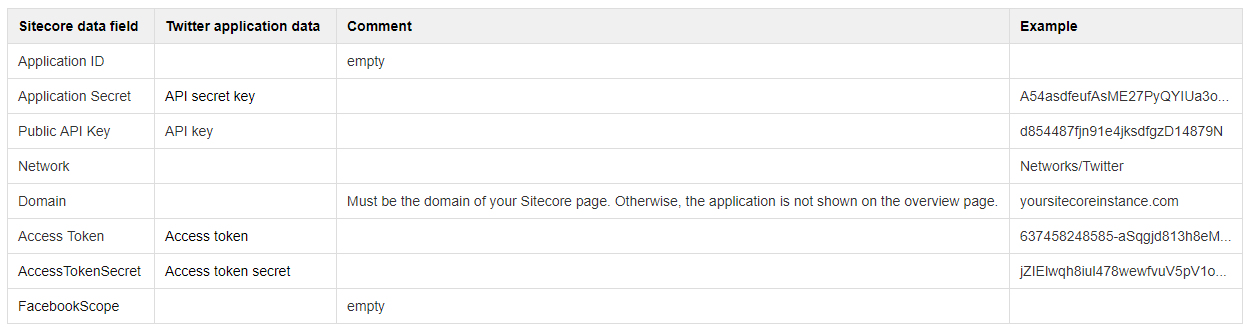 Sitecore data field Twitter application data Comment Example
Application ID empty
Application Secret API secret key A54asdfeufAsME27PyQYIUa3o...
Public API Key API key d854487fjn91e4jksdfgzD14879N
Network Networks/Twitter
Domain Must be the domain of your Sitecore page. Otherwise, the application is not shown on the overview page. yoursitecoreinstance.com
Access Token Access token 637458248585-aSqgjd813h8eM...
AccessTokenSecret Access token secret jZIElwqh8iul478wewfvuV5pV1o...
FacebookScope empty